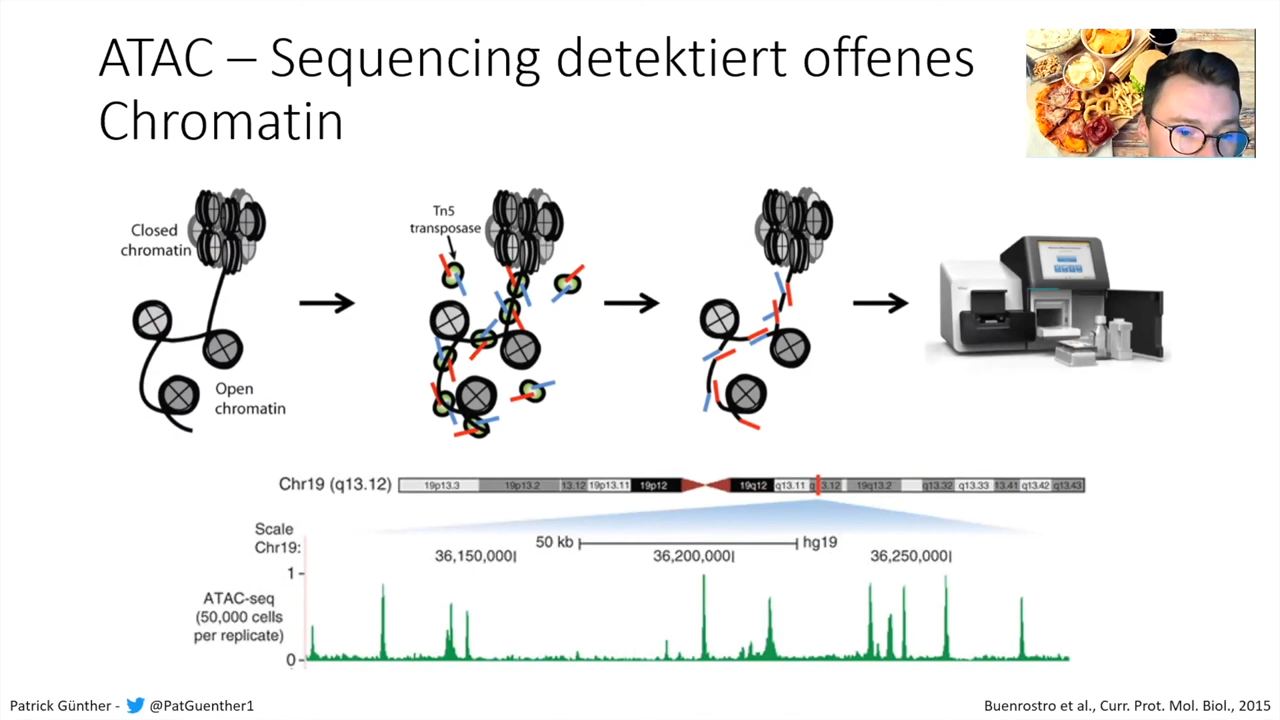 ATAC – Sequencing detektiert offenes
Chromatin
Closed
chromatin
Open
chromatin
Tn5
transposase
Chr19 (q13.12)
19p13.3 19p13.2 13.12 19p13.11 19p12 19q12 q13.11 q13.12 19q13.2 q13.32 q13.33 13.41 q13.42 q13.43
Scale
Chr19:
50 kb hg19
36,150,000| 36,200,000| 36,250,000|
1
ATAC-seq
(50,000 cells
per replicate)
0
Patrick Günther - @PatGuenther1
Buenrostro et al., Curr. Prot. Mol. Biol., 2015